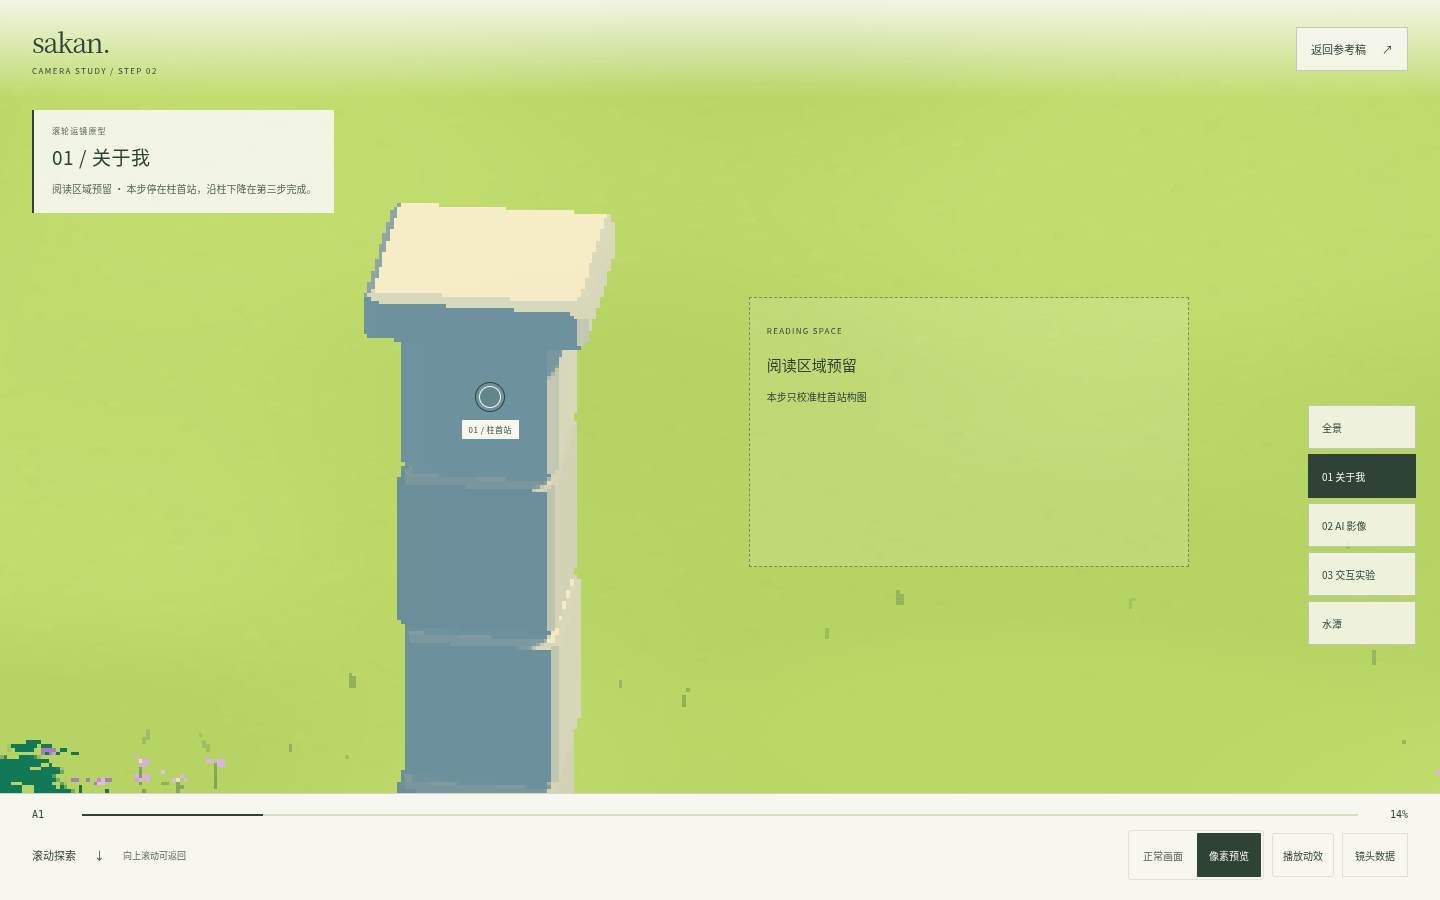 sakan.
CAMERA STUDY / STEP 02
返回参考稿 ↗
滚轮运镜原型
01 / 关于我
阅读区域预留 · 本步停在柱首站，沿柱下降在第三步完成。
01 / 柱首站
READING SPACE
阅读区域预留
本步只校准柱首站构图
全景
01 关于我
02 AI 影像
03 交互实验
水潭
A1
14%
滚动探索 ↓ 向上滚动可返回
正常画面
像素预览
播放动效
镜头数据